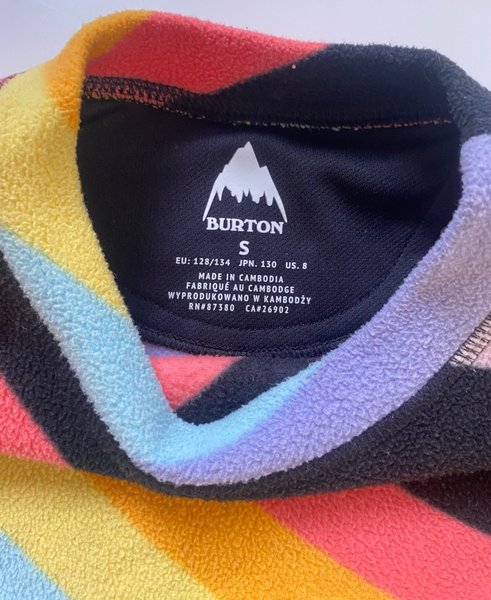 BURTON
S
EU: 128/134 JPN. 130 US. 8
MADE IN CAMBODIA
FABRIQUÉ AU CAMBODGE
WYPRODUKOWANO W KAMBODŻY
RN#87380 CA#26902